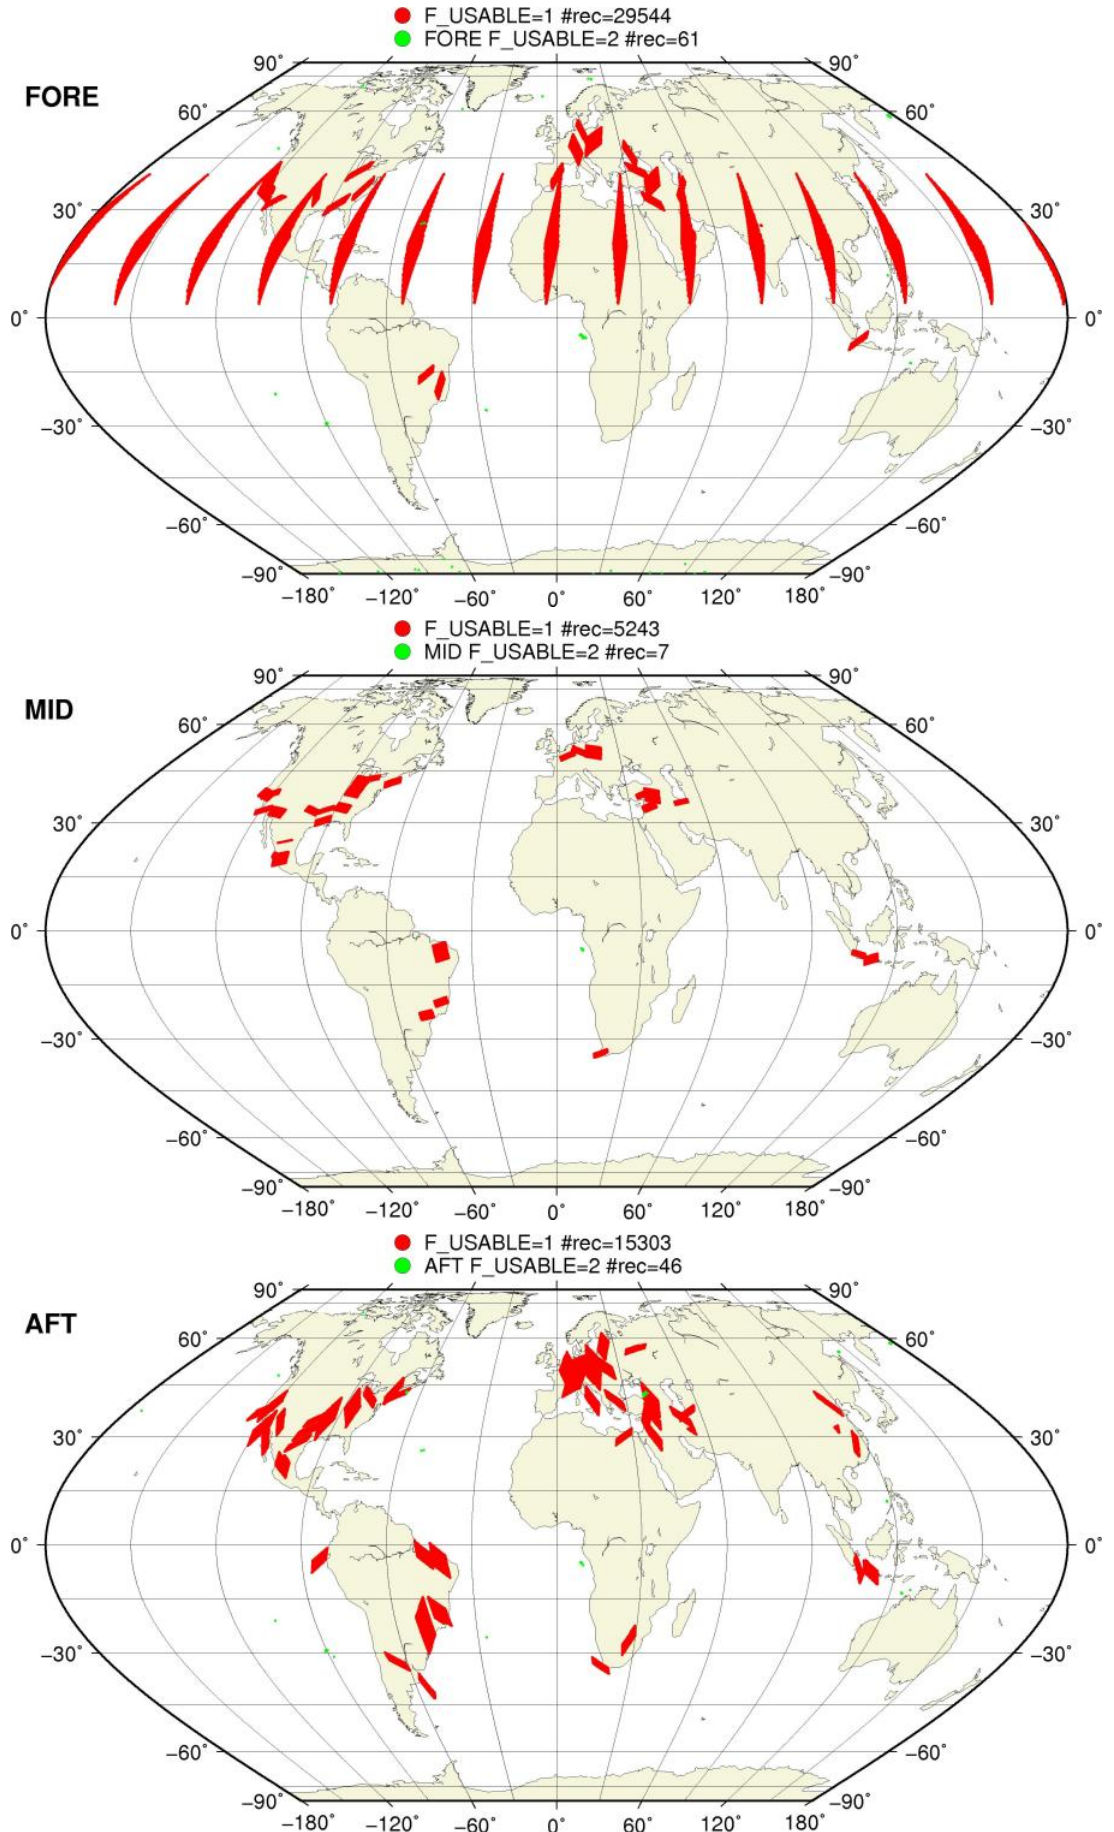 F_USABLE=1 #rec=29544
FORE F_USABLE=2 #rec=61
FORE
90° 90°
60° 60°
30° 30°
0° 0°
−30° −30°
−60° −60°
−90° −90°
−180° −120° −60° 0° 60° 120° 180°
F_USABLE=1 #rec=5243
MID F_USABLE=2 #rec=7
MID
90° 90°
60° 60°
30° 30°
0° 0°
−30° −30°
−60° −60°
−90° −90°
−180° −120° −60° 0° 60° 120° 180°
F_USABLE=1 #rec=15303
AFT F_USABLE=2 #rec=46
AFT
90° 90°
60° 60°
30° 30°
0° 0°
−30° −30°
−60° −60°
−90° −90°
−180° −120° −60° 0° 60° 120° 180°